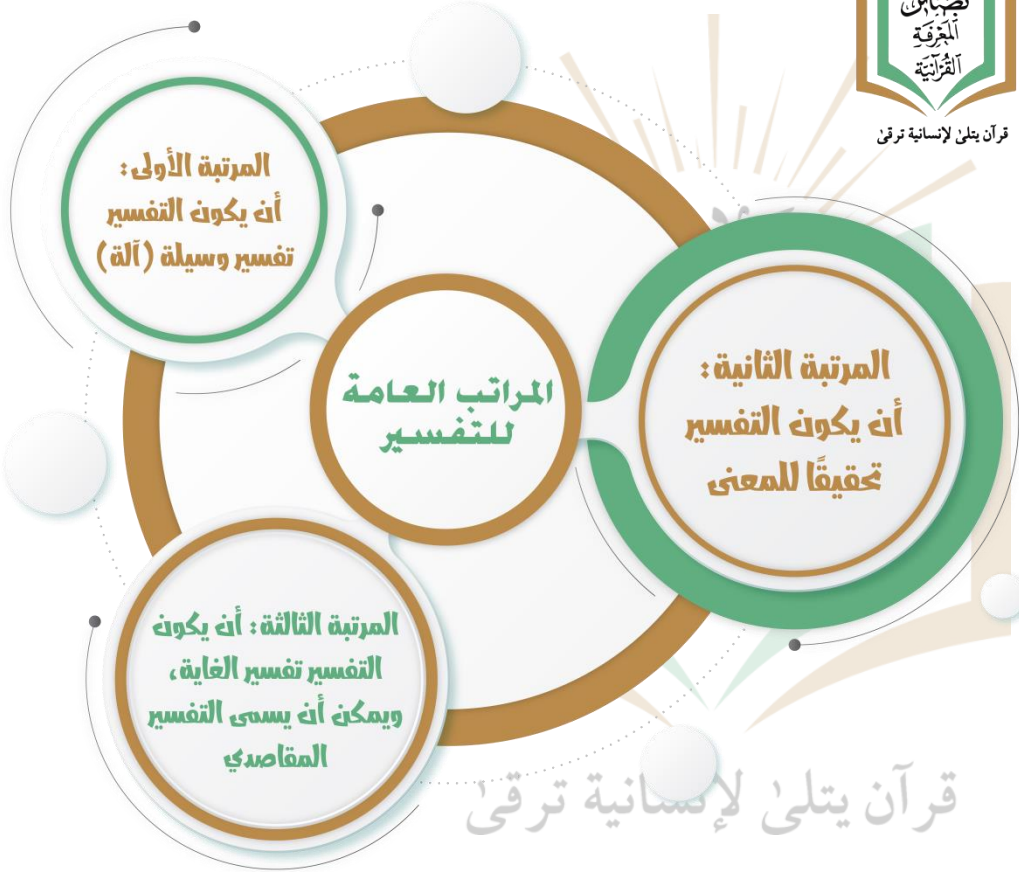 بصائر
المعرفة
القرآنية
قرآن يتلى لإنسانية ترقى
المراتب العامة
للتفسير
المرتبة الأولى:
أن يكون التفسير
تفسير وسيلة (آلة)
المرتبة الثانية:
أن يكون التفسير
تحقيقًا للمعنى
المرتبة الثالثة: أن يكون
التفسير تفسير الغاية،
ويمكن أن يسمى التفسير
المقاصدي
قرآن يتلى لإنسانية ترقى